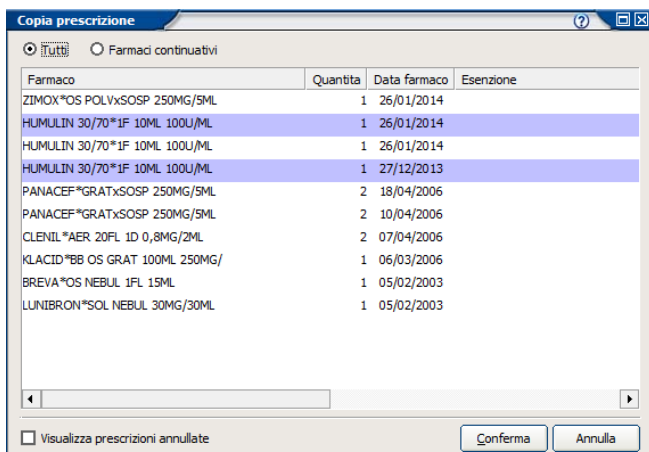 Copia prescrizione
Tutti Farmaci continuativi
Farmaco Quantita Data farmaco Esenzione
ZIMOX*OS POLVxSOSP 250MG/5ML 1 26/01/2014
HUMULIN 30/70*1F 10ML 100U/ML 1 26/01/2014
HUMULIN 30/70*1F 10ML 100U/ML 1 26/01/2014
HUMULIN 30/70*1F 10ML 100U/ML 1 27/12/2013
PANACEF*GRATxSOSP 250MG/5ML 2 18/04/2006
PANACEF*GRATxSOSP 250MG/5ML 2 10/04/2006
CLENIL*AER 20FL 1D 0,8MG/2ML 2 07/04/2006
KLACID*BB OS GRAT 100ML 250MG/ 1 06/03/2006
BREVA*OS NEBUL 1FL 15ML 1 05/02/2003
LUNIBRON*SOL NEBUL 30MG/30ML 1 05/02/2003
Visualizza prescrizioni annullate Conferma Annulla